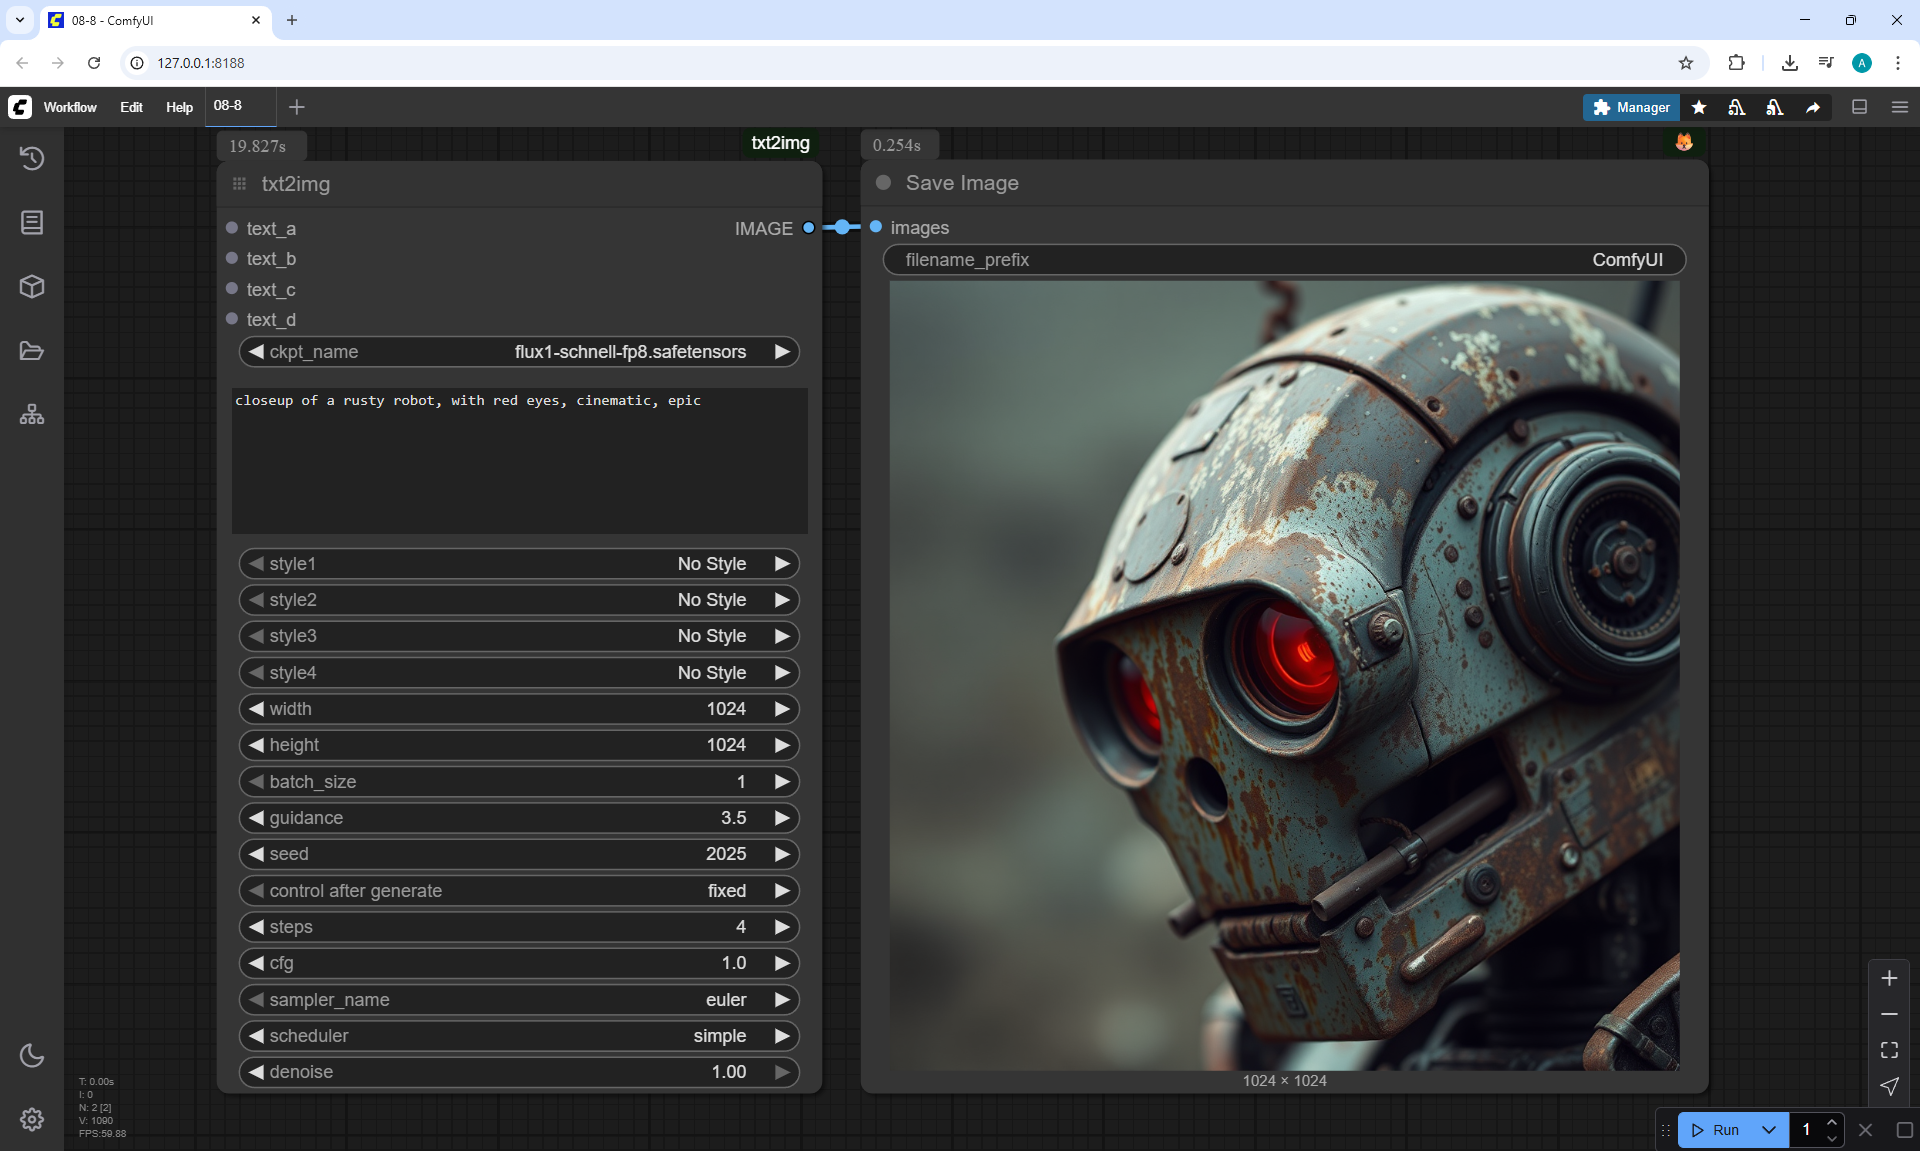 08-8 - ComfyUI
127.0.0.1:8188
Workflow Edit Help 08-8 Manager
19.827s txt2img
txt2img
text_a IMAGE
text_b
text_c
text_d
ckpt_name flux1-schnell-fp8.safetensors
closeup of a rusty robot, with red eyes, cinematic, epic
style1 No Style
style2 No Style
style3 No Style
style4 No Style
width 1024
height 1024
batch_size 1
guidance 3.5
seed 2025
control after generate fixed
steps 4
cfg 1.0
sampler_name euler
scheduler simple
denoise 1.00
0.254s
Save Image
images
filename_prefix ComfyUI
1024 × 1024
T: 0.00s
I: 0
N: 2 [2]
V: 1090
FPS:59.88
A
Run 1